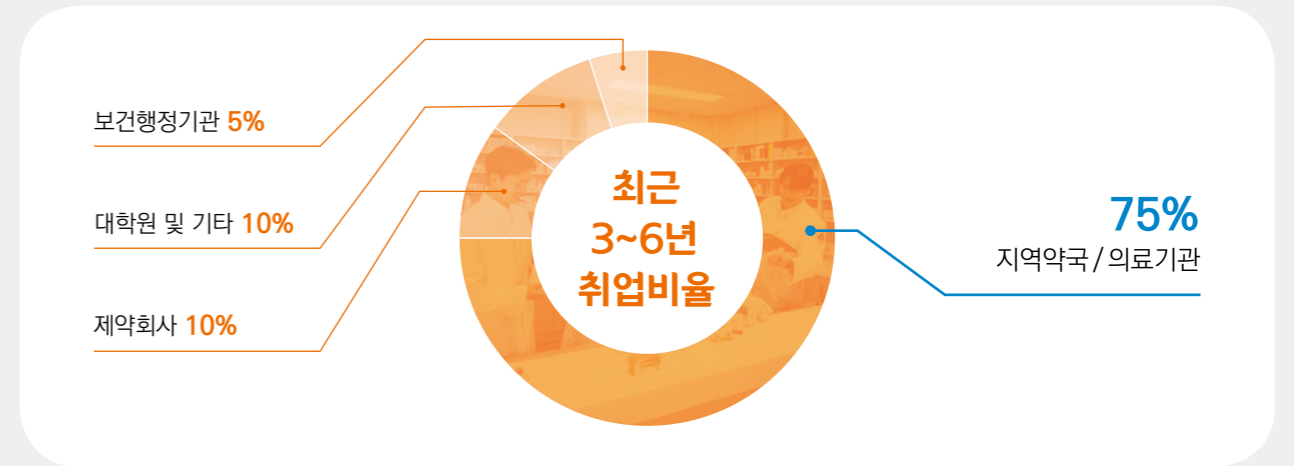 보건행정기관 5%
대학원 및 기타 10%
제약회사 10%
최근
3~6년
취업비율
75%
지역약국 / 의료기관